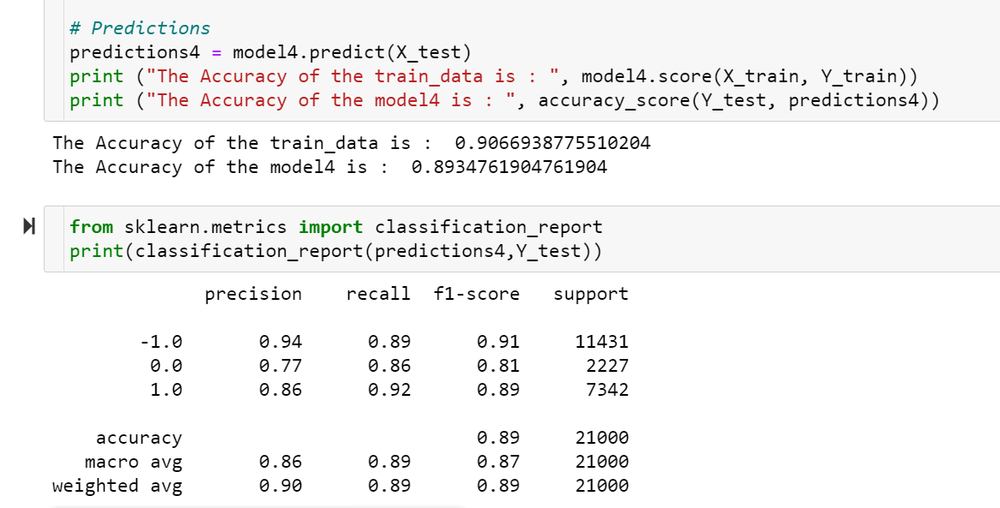 # Predictions
predictions4 = model4.predict(X_test)
print ("The Accuracy of the train_data is : ", model4.score(X_train, Y_train))
print ("The Accuracy of the model4 is : ", accuracy_score(Y_test, predictions4))
The Accuracy of the train_data is :  0.9066938775510204
The Accuracy of the model4 is :  0.8934761904761904
from sklearn.metrics import classification_report
print(classification_report(predictions4,Y_test))
precision    recall  f1-score   support
-1.0       0.94      0.89      0.91     11431
0.0       0.77      0.86      0.81      2227
1.0       0.86      0.92      0.89      7342
accuracy                           0.89     21000
macro avg       0.86      0.89      0.87     21000
weighted avg       0.90      0.89      0.89     21000